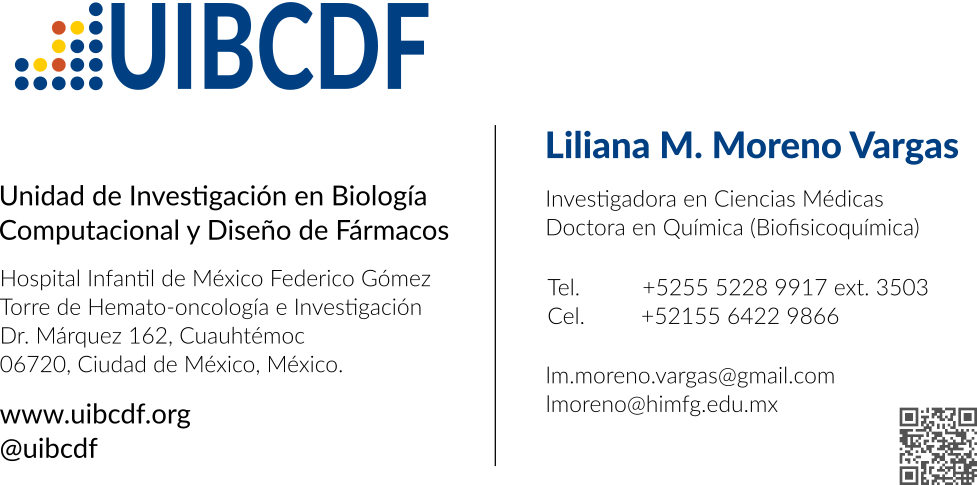 UIBCDF
Unidad de Investigación en Biología
Computacional y Diseño de Fármacos
Hospital Infantil de México Federico Gómez
Torre de Hemato-oncología e Investigación
Dr. Márquez 162, Cuauhtémoc
06720, Ciudad de México, México.
www.uibcdf.org
@uibcdf
Liliana M. Moreno Vargas
Investigadora en Ciencias Médicas
Doctora en Química (Biofisicoquímica)
Tel. +5255 5228 9917 ext. 3503
Cel. +52155 6422 9866
lm.moreno.vargas@gmail.com
lmoreno@himfg.edu.mx